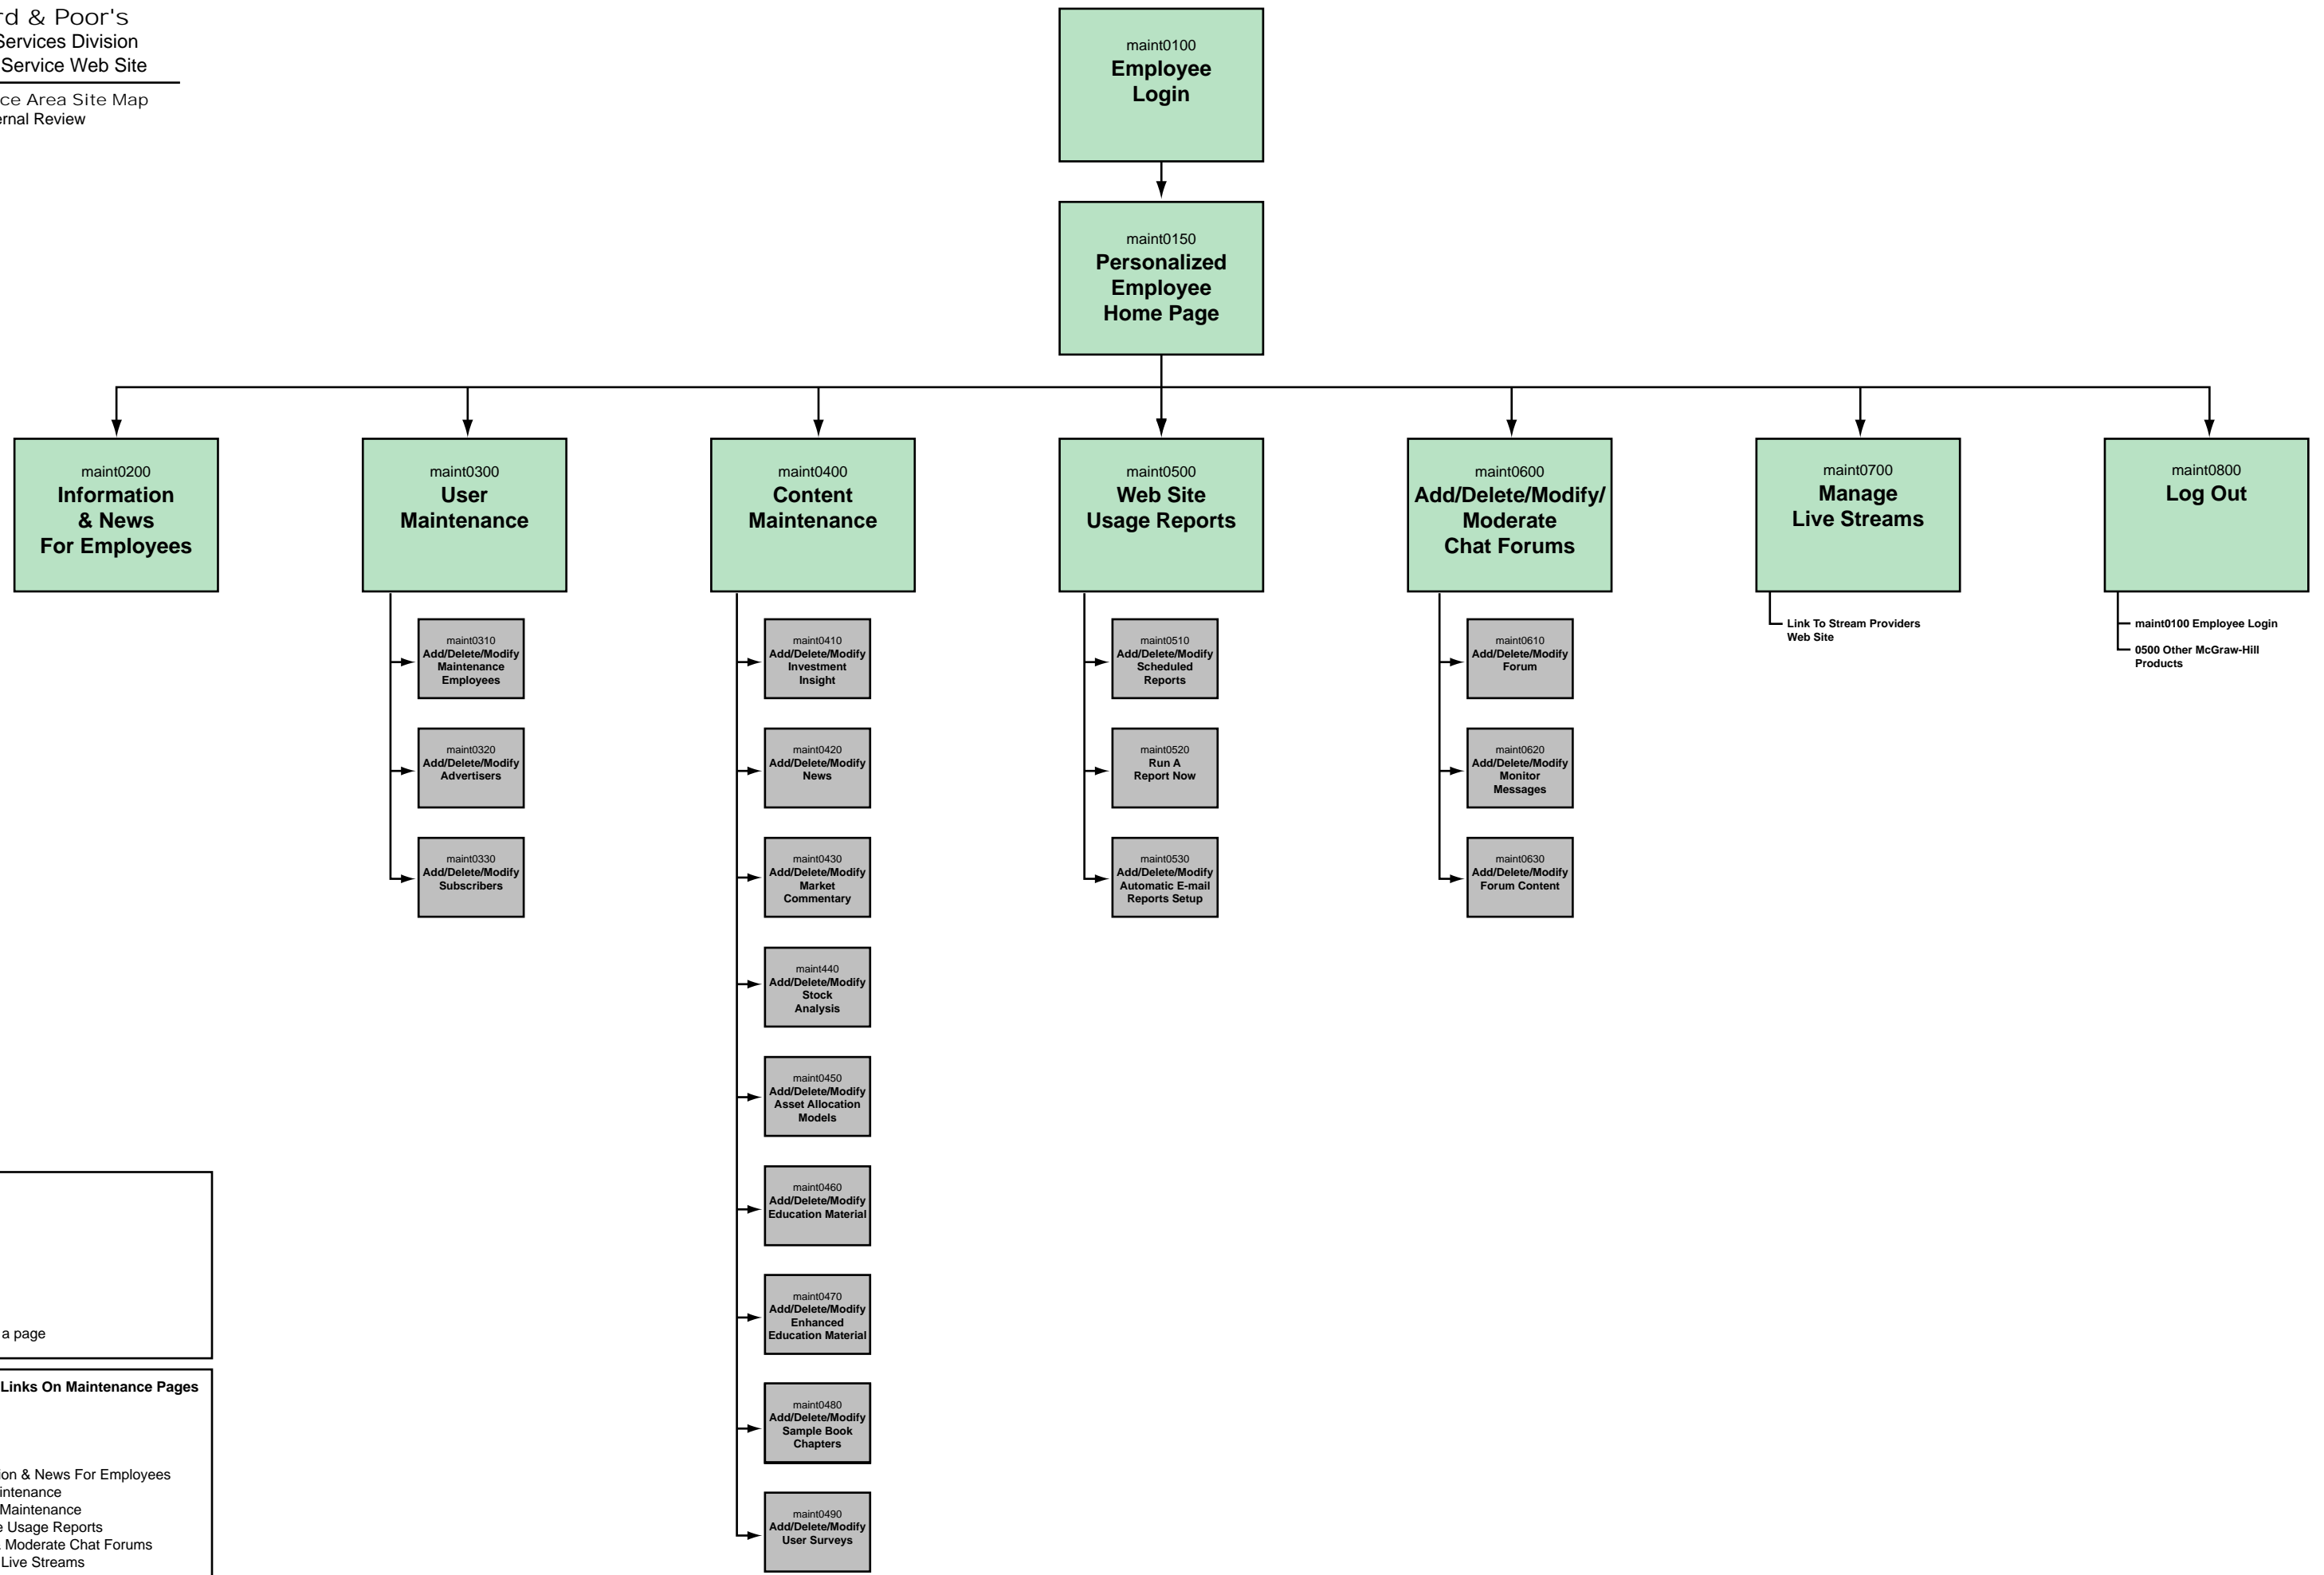 & Poor's
Services Division
Service Web Site
Area Site Map
Review
maint0100
Employee
Login
maint0150
Personalized
Employee
Home Page
maint0200
Information
& News
For Employees
maint0300
User
Maintenance
maint0400
Content
Maintenance
maint0500
Web Site
Usage Reports
maint0600
Add/Delete/Modify/
Moderate
Chat Forums
maint0700
Manage
Live Streams
maint0800
Log Out
maint0310
Add/Delete/Modify
Maintenance
Employees
maint0320
Add/Delete/Modify
Advertisers
maint0330
Add/Delete/Modify
Subscribers
maint0410
Add/Delete/Modify
Investment
Insight
maint0420
Add/Delete/Modify
News
maint0430
Add/Delete/Modify
Market
Commentary
maint440
Add/Delete/Modify
Stock
Analysis
maint0450
Add/Delete/Modify
Asset Allocation
Models
maint0460
Add/Delete/Modify
Education Material
maint0470
Add/Delete/Modify
Enhanced
Education Material
maint0480
Add/Delete/Modify
Sample Book
Chapters
maint0490
Add/Delete/Modify
User Surveys
maint0510
Add/Delete/Modify
Scheduled
Reports
maint0520
Run A
Report Now
maint0530
Add/Delete/Modify
Automatic E-mail
Reports Setup
maint0610
Add/Delete/Modify
Forum
maint0620
Add/Delete/Modify
Monitor
Messages
maint0630
Add/Delete/Modify
Forum Content
Link To Stream Providers
Web Site
maint0100 Employee Login
0500 Other McGraw-Hill
Products
a page
Links On Maintenance Pages
& News For Employees
Maintenance
Usage Reports
Moderate Chat Forums
Live Streams